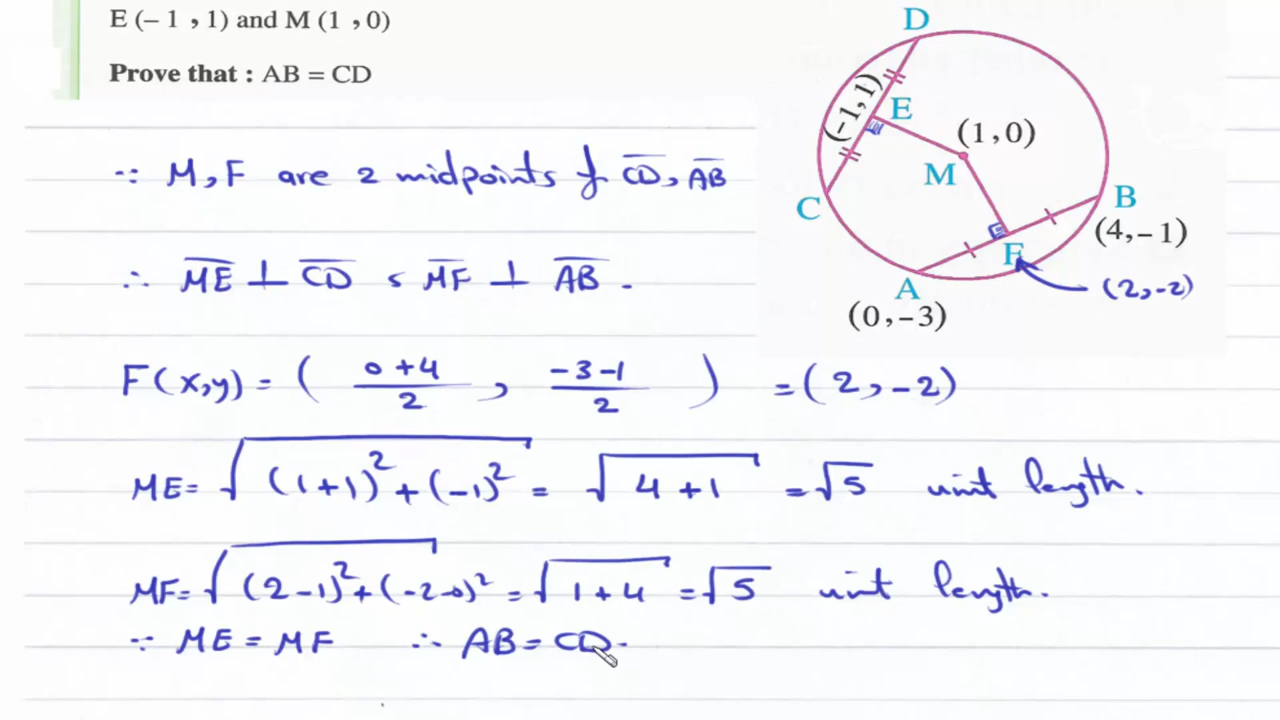 E (– 1 , 1) and M (1 , 0)
Prove that : AB = CD
∵ M, F are 2 midpoints of CD, AB
∴ ME ⊥ CD , MF ⊥ AB .
F(x,y) = ( 0+4/2 , -3-1/2 ) = (2, -2)
ME = √(1+1)² + (-1)² = √4+1 = √5 unit length.
MF = √(2-1)² + (-2-0)² = √1+4 = √5 unit length.
∵ ME = MF ∴ AB = CD.
D
(-1,1)
E
(1,0)
M
C
B
(4,-1)
F
(2,-2)
A
(0,-3)